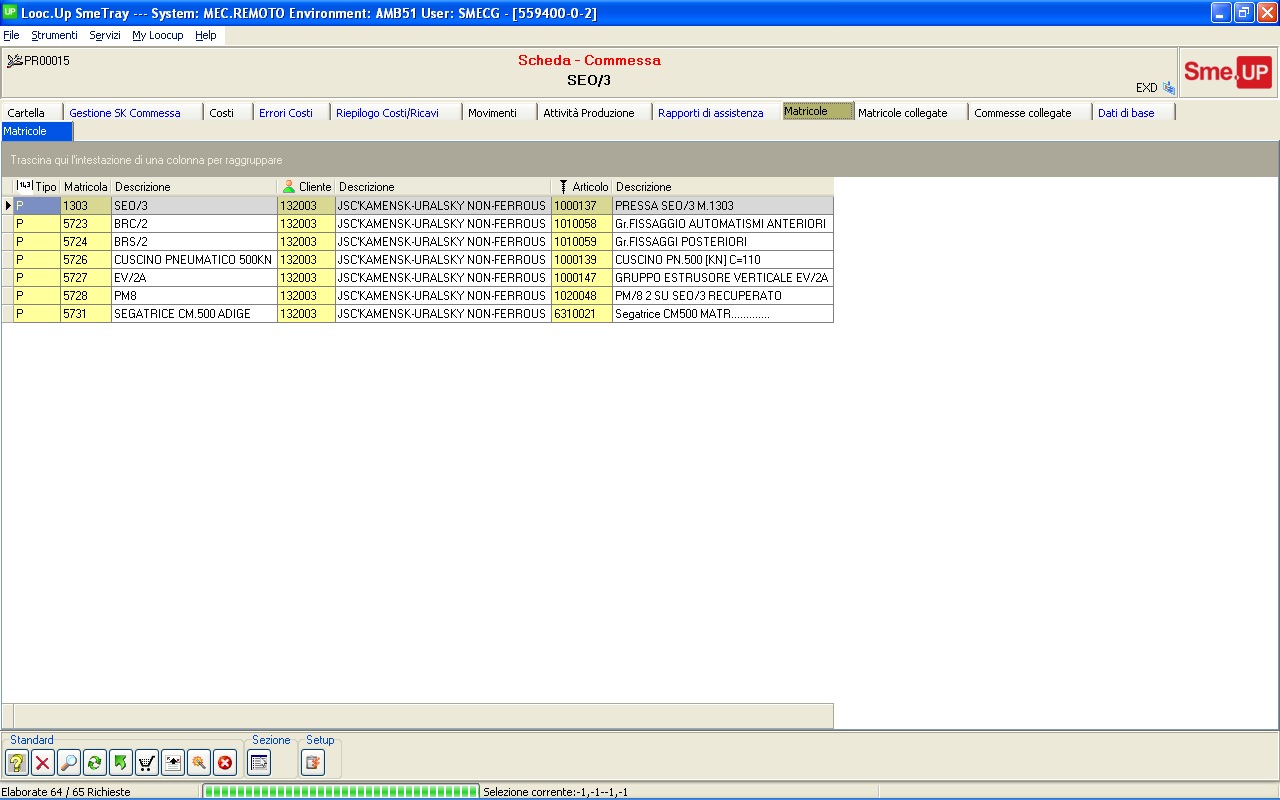 UP Looc.Up SmeTray --- System: MEC.REMOTO Environment: AMB51 User: SMECG - [559400-0-2]
File Strumenti Servizi My Loocup Help
PR00015
Scheda - Commessa
SEO/3
EXD
Sme.UP
Cartella Gestione SK Commessa Costi Errori Costi Riepilogo Costi/Ricavi Movimenti Attività Produzione Rapporti di assistenza Matricole Matricole collegate Commesse collegate Dati di base
Matricole
Trascina qui l'intestazione di una colonna per raggruppare
Tipo Matricola Descrizione Cliente Descrizione Articolo Descrizione
P 1303 SEO/3 132003 JSC'KAMENSK-URALSKY NON-FERROUS 1000137 PRESSA SEO/3 M.1303
P 5723 BRC/2 132003 JSC'KAMENSK-URALSKY NON-FERROUS 1010058 Gr.FISSAGGIO AUTOMATISMI ANTERIORI
P 5724 BRS/2 132003 JSC'KAMENSK-URALSKY NON-FERROUS 1010059 Gr.FISSAGGI POSTERIORI
P 5726 CUSCINO PNEUMATICO 500KN 132003 JSC'KAMENSK-URALSKY NON-FERROUS 1000139 CUSCINO PN.500 [KN] C=110
P 5727 EV/2A 132003 JSC'KAMENSK-URALSKY NON-FERROUS 1000147 GRUPPO ESTRUSORE VERTICALE EV/2A
P 5728 PM8 132003 JSC'KAMENSK-URALSKY NON-FERROUS 1020048 PM/8 2 SU SEO/3 RECUPERATO
P 5731 SEGATRICE CM.500 ADIGE 132003 JSC'KAMENSK-URALSKY NON-FERROUS 6310021 Segatrice CM500 MATR.............
Standard Sezione Setup
Elaborate 64 / 65 Richieste Selezione corrente:-1,-1--1,-1